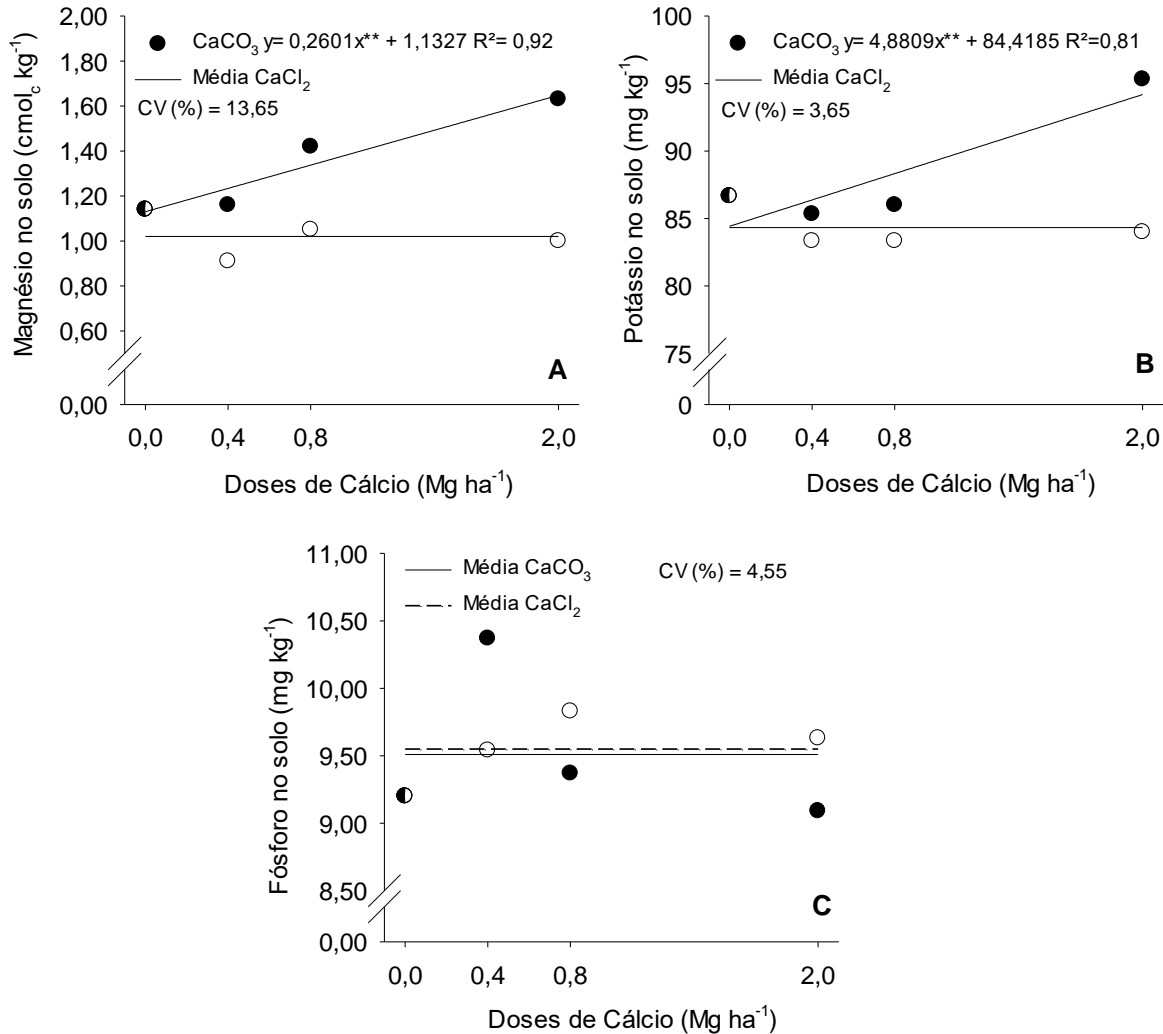 2,00
CaCO₃ y= 0,2601x** + 1,1327 R²= 0,92
1,80
Média CaCl₂
CV (%) = 13,65
1,60
1,40
1,20
1,00
0,80
0,60
0,00
Magnésio no solo (cmol_c kg⁻¹)
A
0,0 0,4 0,8 2,0
Doses de Cálcio (Mg ha⁻¹)
100
CaCO₃ y= 4,8809x** + 84,4185 R²=0,81
Média CaCl₂
95
CV (%) = 3,65
90
85
80
75
0
Potássio no solo (mg kg⁻¹)
B
0,0 0,4 0,8 2,0
Doses de Cálcio (Mg ha⁻¹)
11,00
Média CaCO₃ CV (%) = 4,55
Média CaCl₂
10,50
10,00
9,50
9,00
8,50
0,00
Fósforo no solo (mg kg⁻¹)
C
0,0 0,4 0,8 2,0
Doses de Cálcio (Mg ha⁻¹)